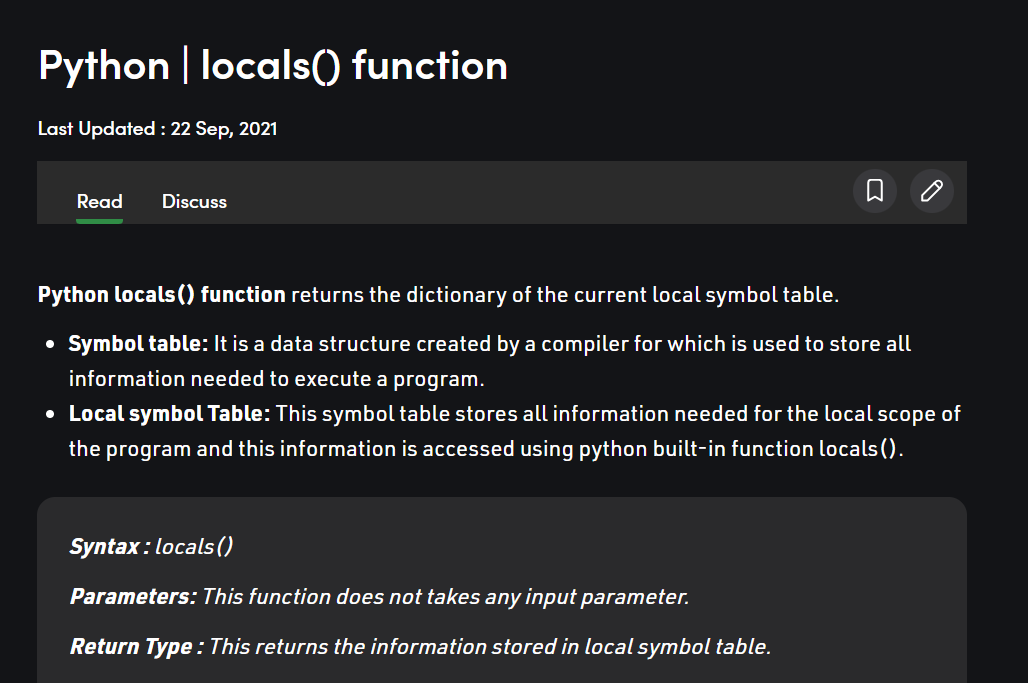 Python | locals() function
Last Updated : 22 Sep, 2021
Read Discuss
Python locals() function returns the dictionary of the current local symbol table.
Symbol table: It is a data structure created by a compiler for which is used to store all
information needed to execute a program.
Local symbol Table: This symbol table stores all information needed for the local scope of
the program and this information is accessed using python built-in function locals().
Syntax : locals()
Parameters: This function does not takes any input parameter.
Return Type : This returns the information stored in local symbol table.